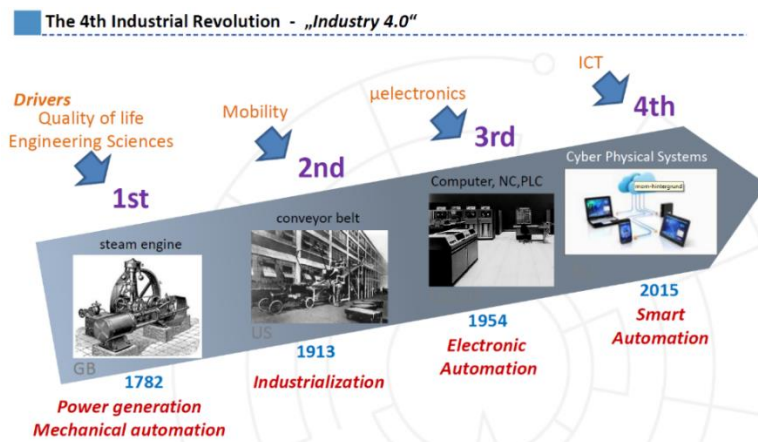 The 4th Industrial Revolution - „Industry 4.0“
Drivers
Quality of life
Engineering Sciences
1st
steam engine
GB
1782
Power generation
Mechanical automation
Mobility
2nd
conveyor belt
US
1913
Industrialization
µelectronics
3rd
Computer, NC,PLC
1954
Electronic
Automation
ICT
4th
Cyber Physical Systems
2015
Smart
Automation